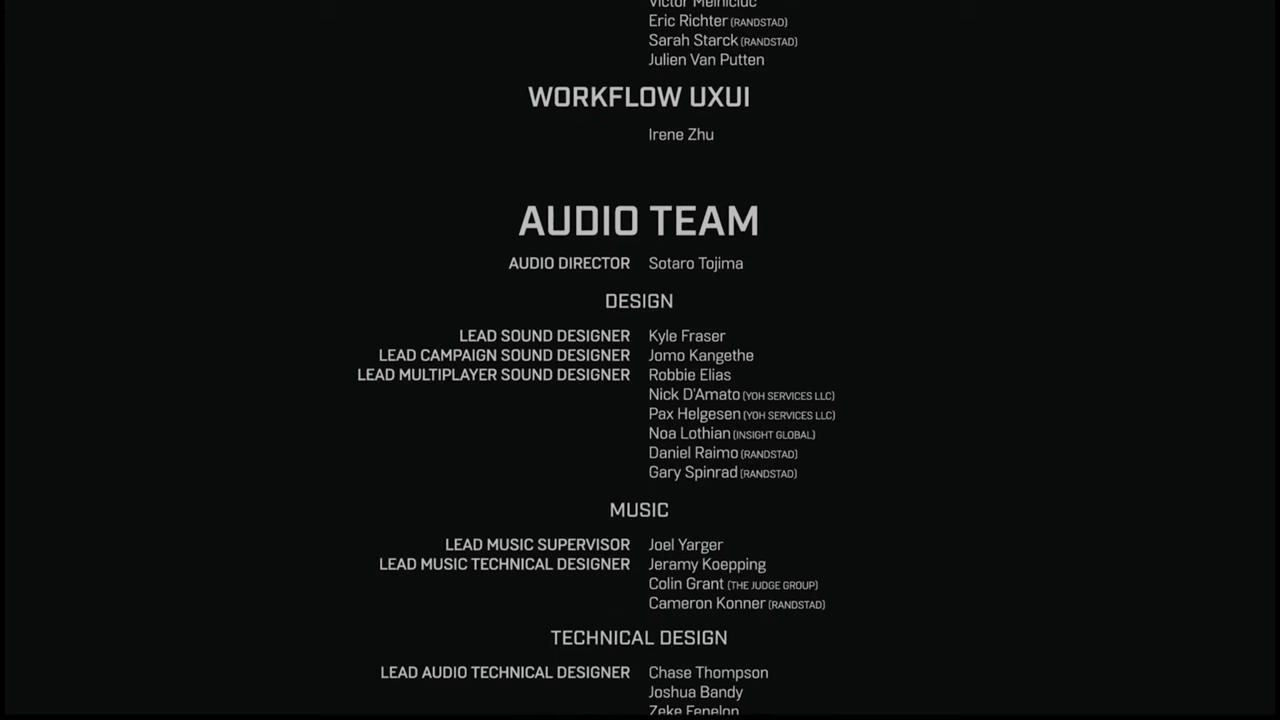 Victor Melniciuc
Eric Richter (RANDSTAD)
Sarah Starck (RANDSTAD)
Julien Van Putten
WORKFLOW UXUI
Irene Zhu
AUDIO TEAM
AUDIO DIRECTOR Sotaro Tojima
DESIGN
LEAD SOUND DESIGNER Kyle Fraser
LEAD CAMPAIGN SOUND DESIGNER Jomo Kangethe
LEAD MULTIPLAYER SOUND DESIGNER Robbie Elias
Nick D'Amato (YOH SERVICES LLC)
Pax Helgesen (YOH SERVICES LLC)
Noa Lothian (INSIGHT GLOBAL)
Daniel Raimo (RANDSTAD)
Gary Spinrad (RANDSTAD)
MUSIC
LEAD MUSIC SUPERVISOR Joel Yarger
LEAD MUSIC TECHNICAL DESIGNER Jeramy Koepping
Colin Grant (THE JUDGE GROUP)
Cameron Konner (RANDSTAD)
TECHNICAL DESIGN
LEAD AUDIO TECHNICAL DESIGNER Chase Thompson
Joshua Bandy
Zeke Fenelon